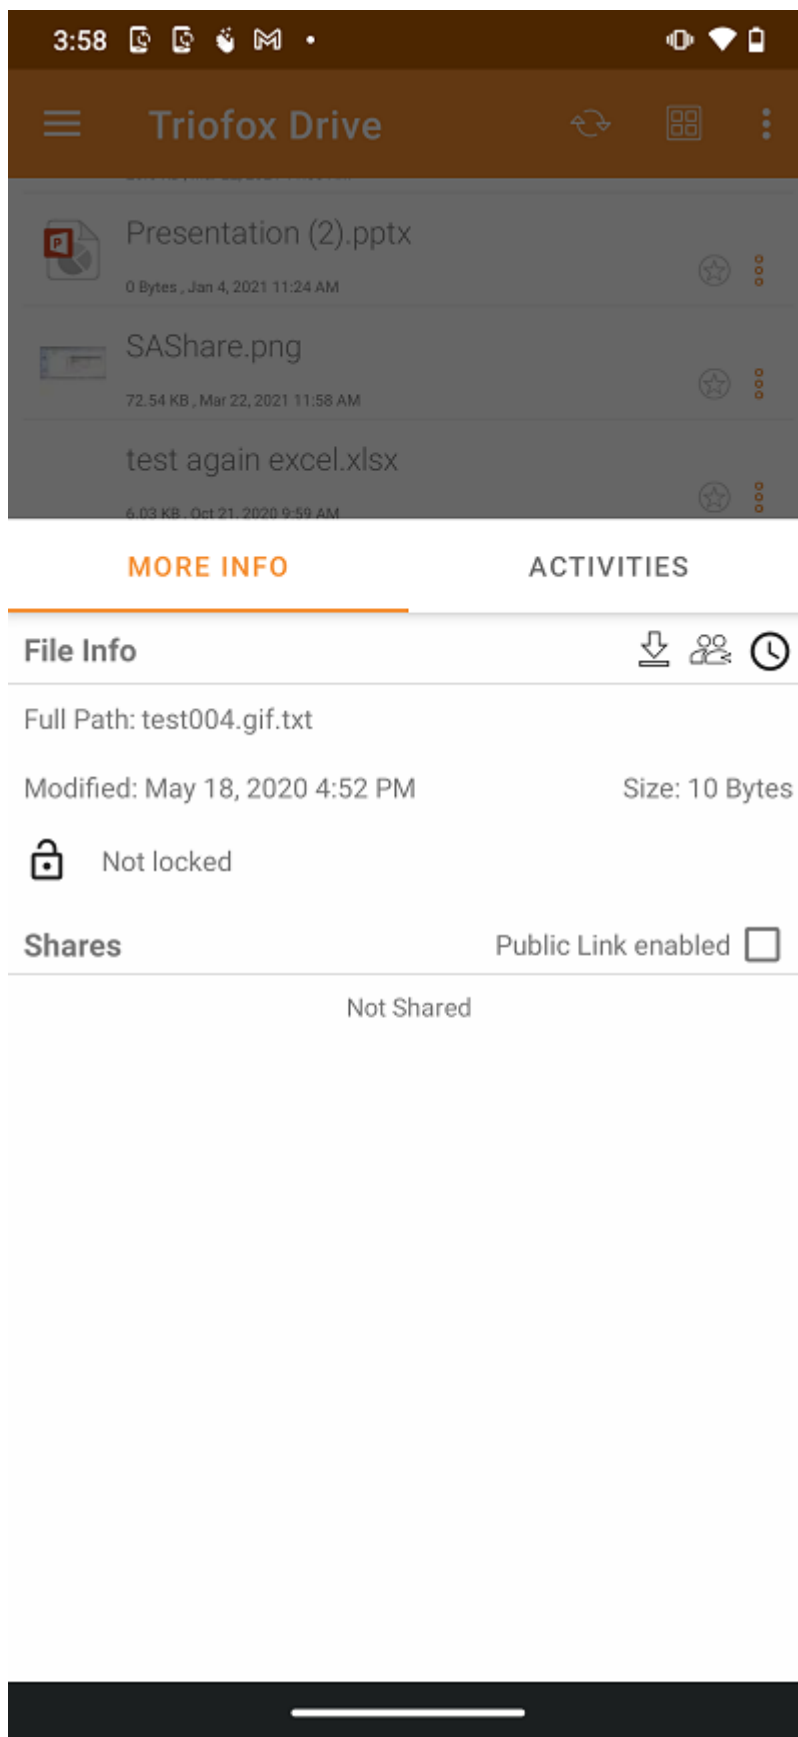 3:58
Triofox Drive
Presentation (2).pptx
0 Bytes , Jan 4, 2021 11:24 AM
SAShare.png
72.54 KB , Mar 22, 2021 11:58 AM
test again excel.xlsx
6.03 KB , Oct 21, 2020 9:59 AM
MORE INFO ACTIVITIES
File Info
Full Path: test004.gif.txt
Modified: May 18, 2020 4:52 PM Size: 10 Bytes
Not locked
Shares Public Link enabled
Not Shared